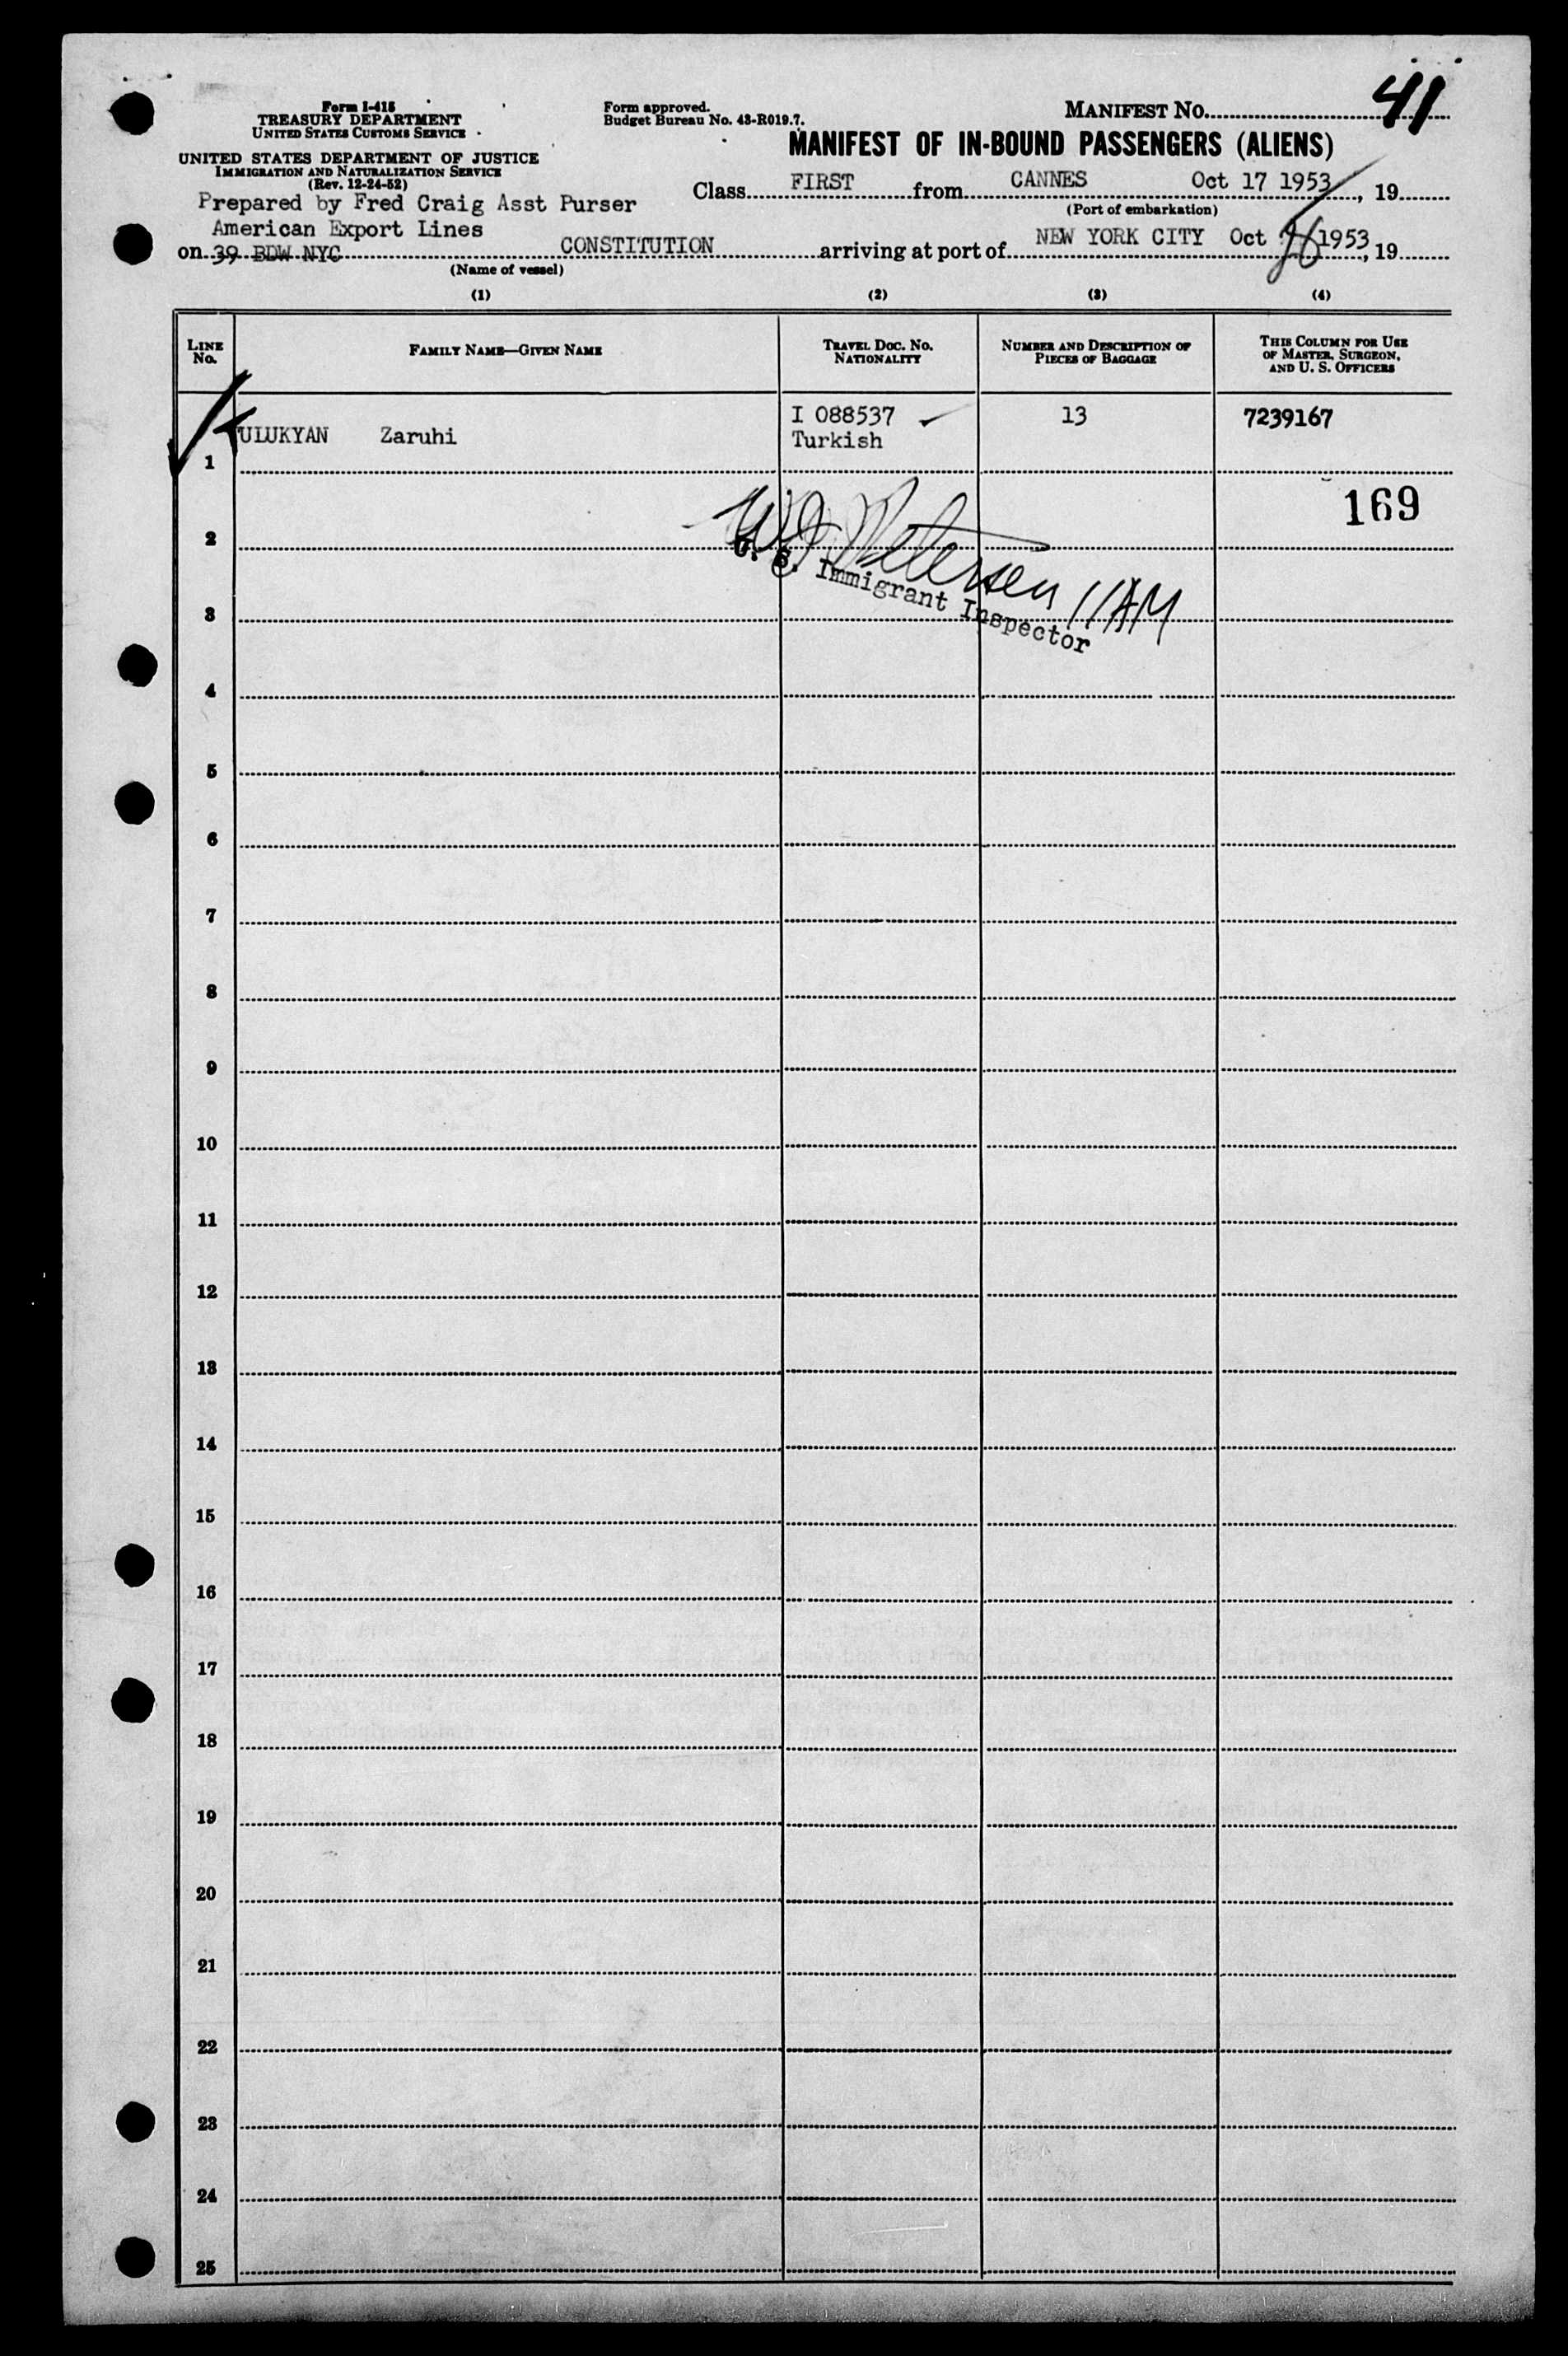 41
Form I-415
TREASURY DEPARTMENT
UNITED STATES CUSTOMS SERVICE
UNITED STATES DEPARTMENT OF JUSTICE
IMMIGRATION AND NATURALIZATION SERVICE
(Rev. 12-24-52)
Form approved.
Budget Bureau No. 43-R019.7.
MANIFEST No.
MANIFEST OF IN-BOUND PASSENGERS (ALIENS)
Class FIRST from CANNES Oct 17 1953, 19
(Port of embarkation)
Prepared by Fred Craig Asst Purser
American Export Lines
on 39 BDW NYC CONSTITUTION arriving at port of NEW YORK CITY Oct 26 1953, 19
(Name of vessel)
(1) (2) (3) (4)
LINE No.
FAMILY NAME—GIVEN NAME
TRAVEL DOC. No.
NATIONALITY
NUMBER AND DESCRIPTION OF
PIECES OF BAGGAGE
THIS COLUMN FOR USE
OF MASTER, SURGEON,
AND U. S. OFFICERS
1 KULUKYAN Zaruhi I 088537 13 7239167
Turkish
169
Petersen 11AM
U. S. Immigrant Inspector
2
3
4
5
6
7
8
9
10
11
12
13
14
15
16
17
18
19
20
21
22
23
24
25